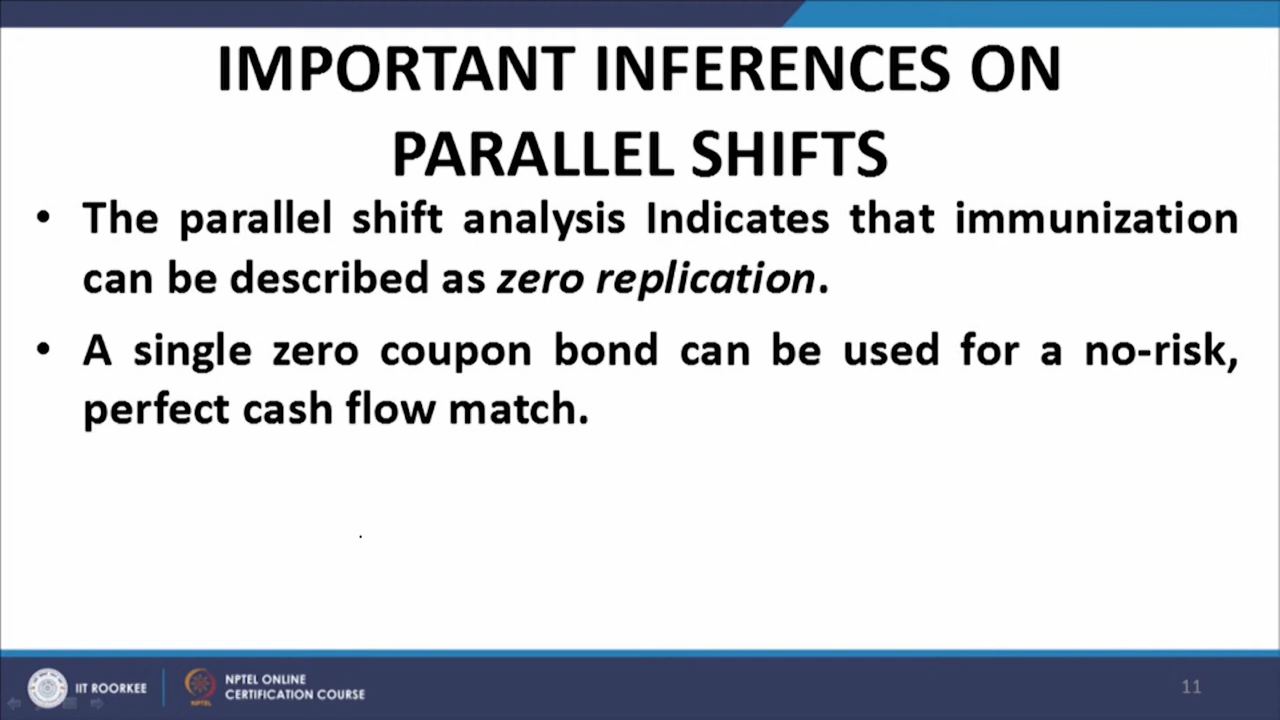 IMPORTANT INFERENCES ON
PARALLEL SHIFTS
• The parallel shift analysis Indicates that immunization
can be described as zero replication.
• A single zero coupon bond can be used for a no-risk,
perfect cash flow match.
IIT ROORKEE
NPTEL
NPTEL ONLINE
CERTIFICATION COURSE
11